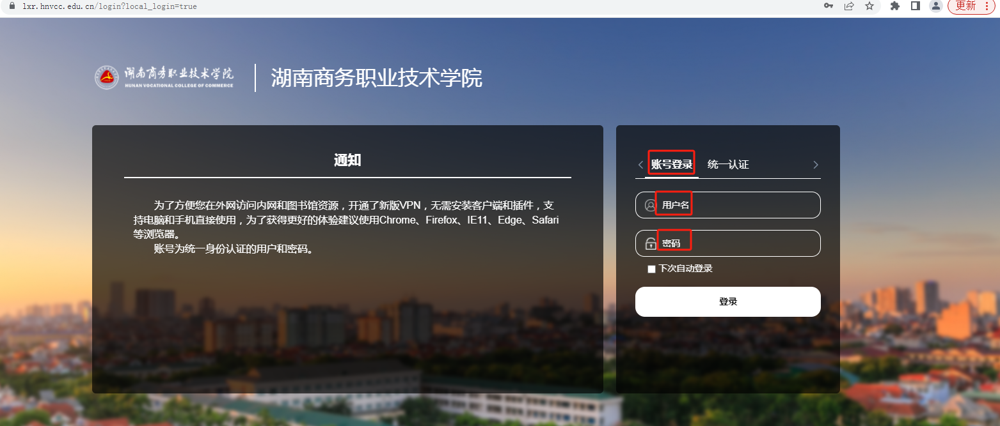 lxr.hnvcc.edu.cn/login?local_login=true
更新
湖南商务职业技术学院
HUNAN VOCATIONAL COLLEGE OF COMMERCE
湖南商务职业技术学院
通知
为了方便您在外网访问内网和图书馆资源，开通了新版VPN，无需安装客户端和插件，支
持电脑和手机直接使用，为了获得更好的体验建议使用Chrome、Firefox、IE11、Edge、Safari
等浏览器。
账号为统一身份认证的用户和密码。
账号登录 统一认证
用户名
密码
下次自动登录
登录